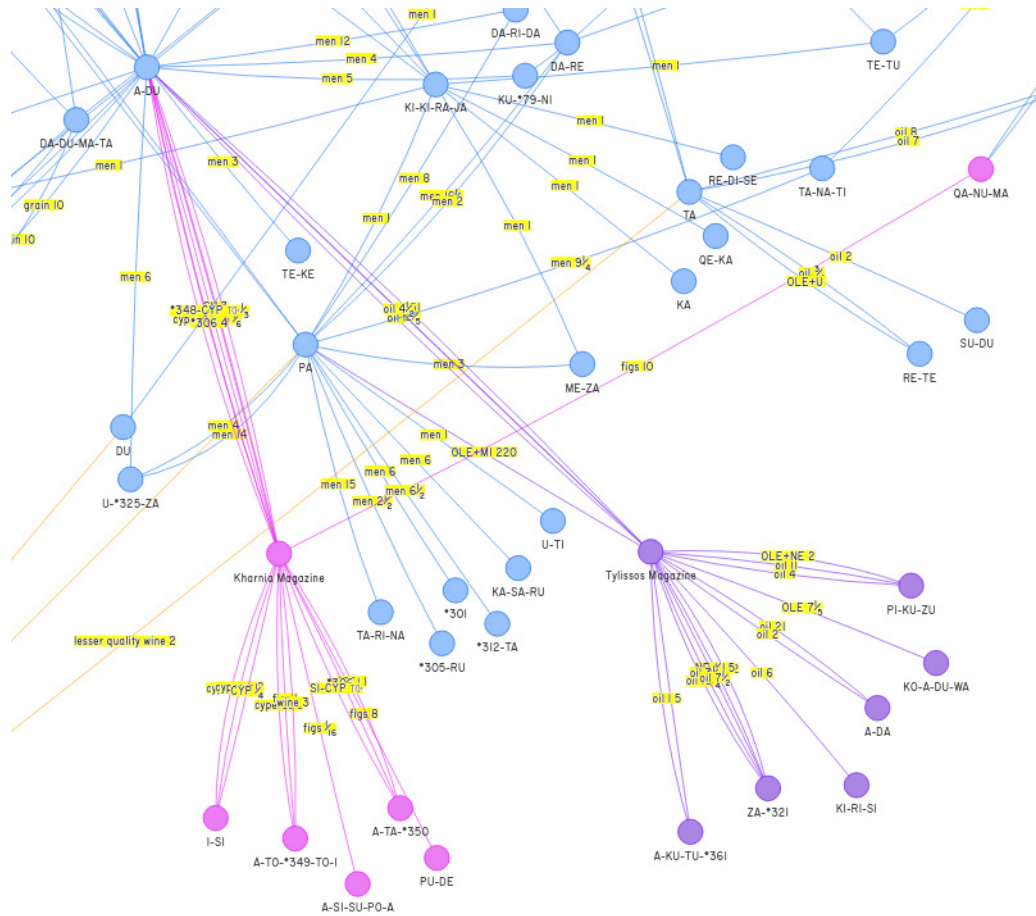 men 1
DA-RI-DA
men 12
DA-RE
TE-TU
men 4
men 1
A-DU
men 5
KI-KI-RA-JA
KU-*79-NI
DA-DU-MA-TA
men 1
oil 8
oil 7
men 1
men 3
men 8
men 1
RE-DI-SE
TA-NA-TI
QA-NU-MA
men 1
men 2
grain 10
men 1
men 1
TA
QE-KA
TE-KE
men 9¼
oil 2
men 6
KA
OLE+U
*306 4
PA
SU-DU
men 3
ME-ZA
figs 10
RE-TE
men 4
men 14
DU
men 1
OLE+MI 220
men 6
men 6
men 15
men 6½
men 2½
U-*325-ZA
U-TI
OLE+NE 2
oil 11
oil 4
Kharnia Magazine
Tylissos Magazine
KA-SA-RU
*301
PI-KU-ZU
OLE 7⅕
TA-RI-NA
*312-TA
*305-RU
oil 21
oil 2
lesser quality wine 2
KO-A-DU-WA
oil 6
oil 7½
SI-CYP
wine 3
oil 15
A-DA
figs 8
figs 1⁄16
ZA-*321
KI-RI-SI
A-TA-*350
I-SI
A-TO-*349-TO-I
A-KU-TU-*361
PU-DE
A-SI-SU-PO-A